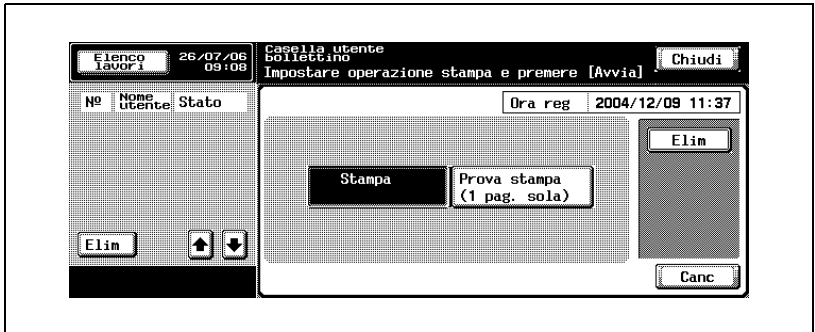 Elenco
lavori
26/07/06
09:08
Casella utente
bollettino
Impostare operazione stampa e premere [Avvia]
Chiudi
Nº
Nome
utente
Stato
Ora reg
2004/12/09 11:37
Elim
Stampa
Prova stampa
(1 pag. sola)
Elim
Canc